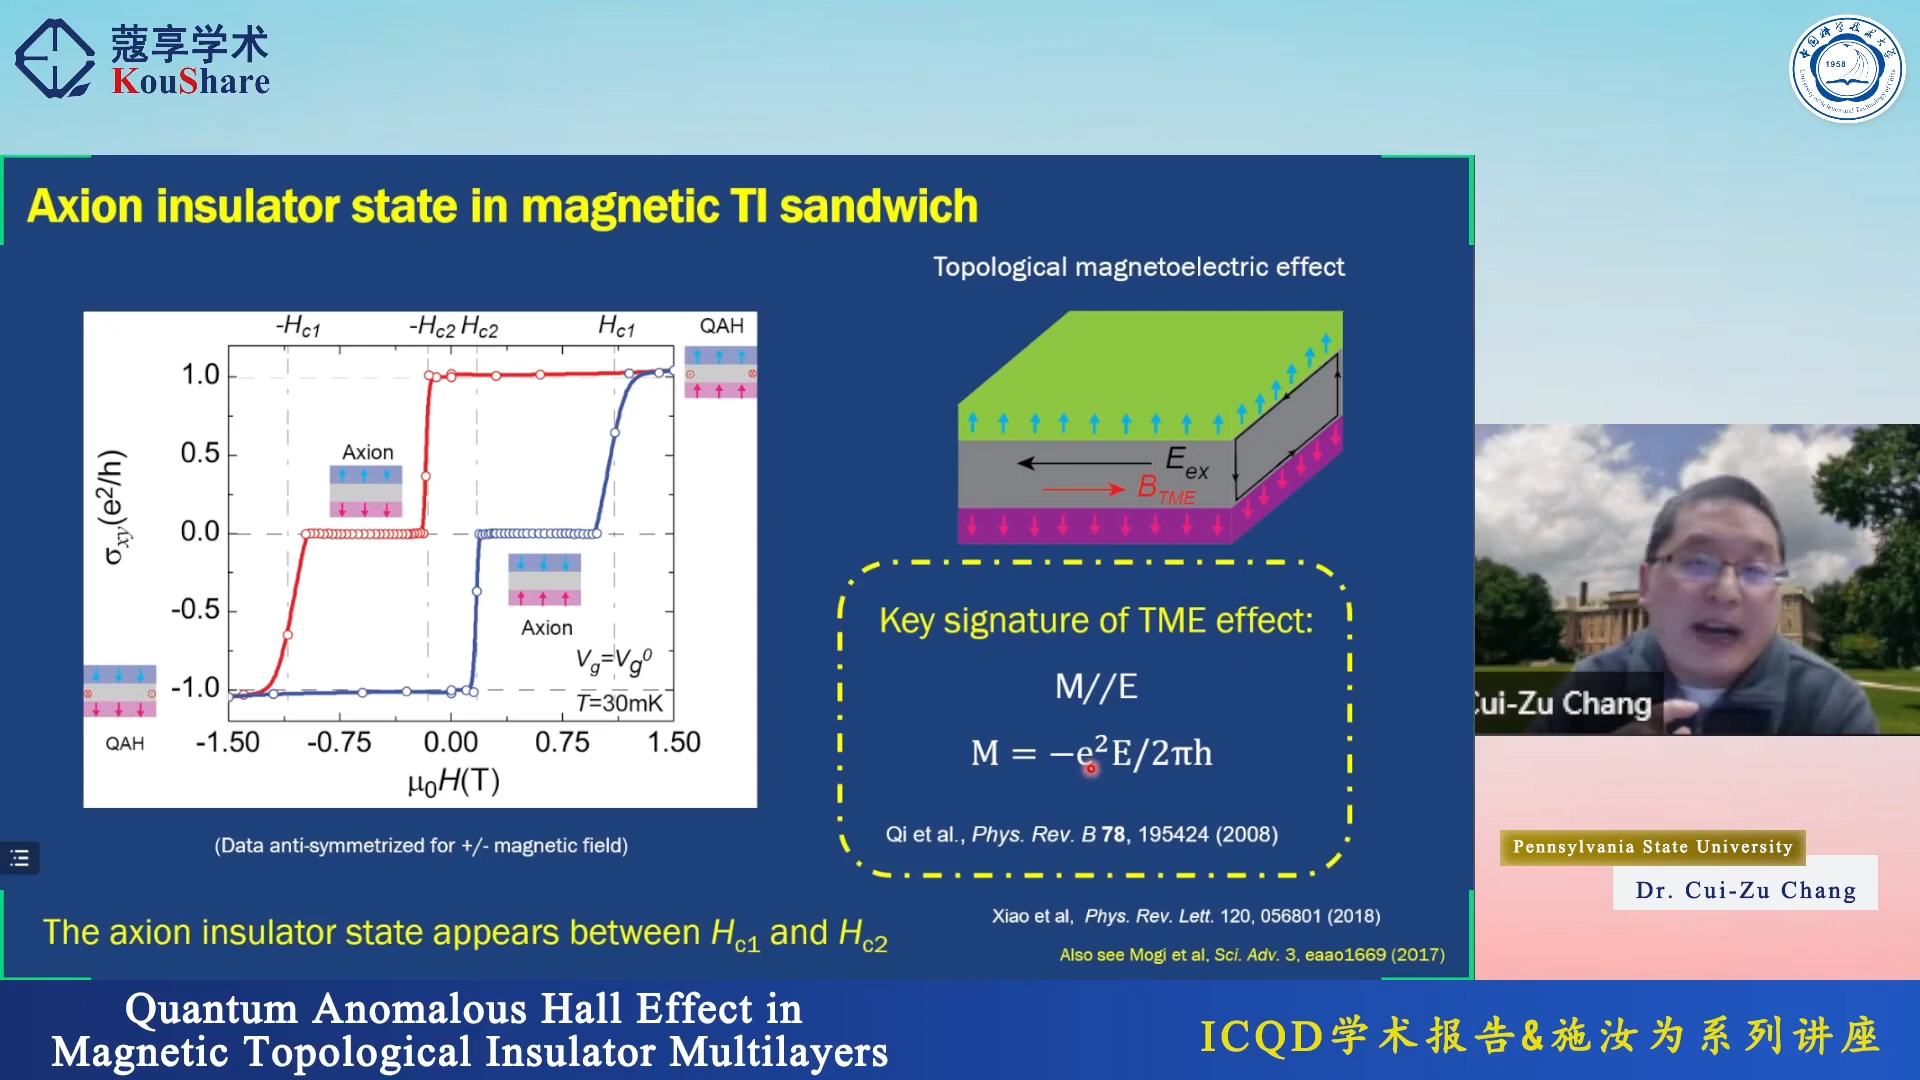 蔻享学术
KouShare
1958
Axion insulator state in magnetic TI sandwich
Topological magnetoelectric effect
-Hc1
-Hc2 Hc2
Hc1
QAH
1.0
0.5
0.0
-0.5
-1.0
σxy(e²/h)
Axion
Axion
Vg=Vg⁰
T=30mK
QAH
-1.50
-0.75
0.00
0.75
1.50
μ₀H(T)
(Data anti-symmetrized for +/- magnetic field)
The axion insulator state appears between Hc1 and Hc2
Eex
BTME
Key signature of TME effect:
M//E
M = −e²E/2πh
Qi et al., Phys. Rev. B 78, 195424 (2008)
Xiao et al, Phys. Rev. Lett. 120, 056801 (2018)
Also see Mogi et al, Sci. Adv. 3, eaao1669 (2017)
Cui-Zu Chang
Pennsylvania State University
Dr. Cui-Zu Chang
Quantum Anomalous Hall Effect in
Magnetic Topological Insulator Multilayers
ICQD学术报告&施汝为系列讲座